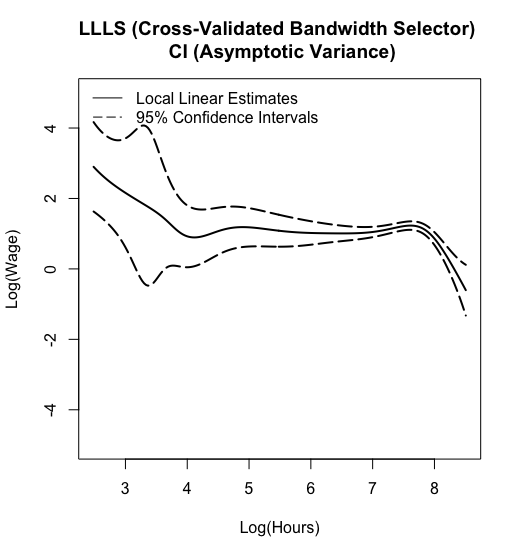 LLLS (Cross-Validated Bandwidth Selector)
CI (Asymptotic Variance)
Local Linear Estimates
95% Confidence Intervals
Log(Wage)
4
2
0
-2
-4
3 4 5 6 7 8
Log(Hours)